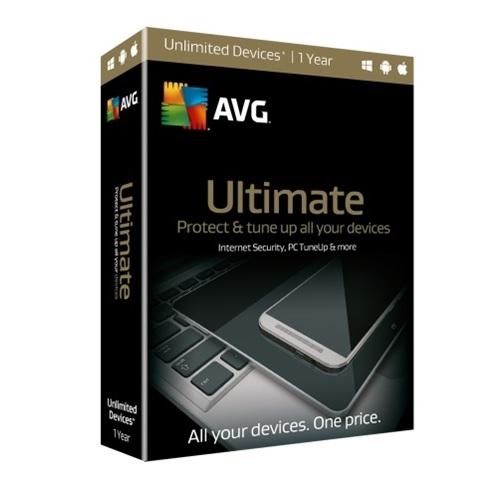 Unlimited Devices* | 1 Year
AVG.
Ultimate
Protect & tune up all your devices
Internet Security, PC TuneUp & more
All your devices. One price.
AVG.
Ultimate
Protect & tune up all your devices
Unlimited
Devices*
1 Year